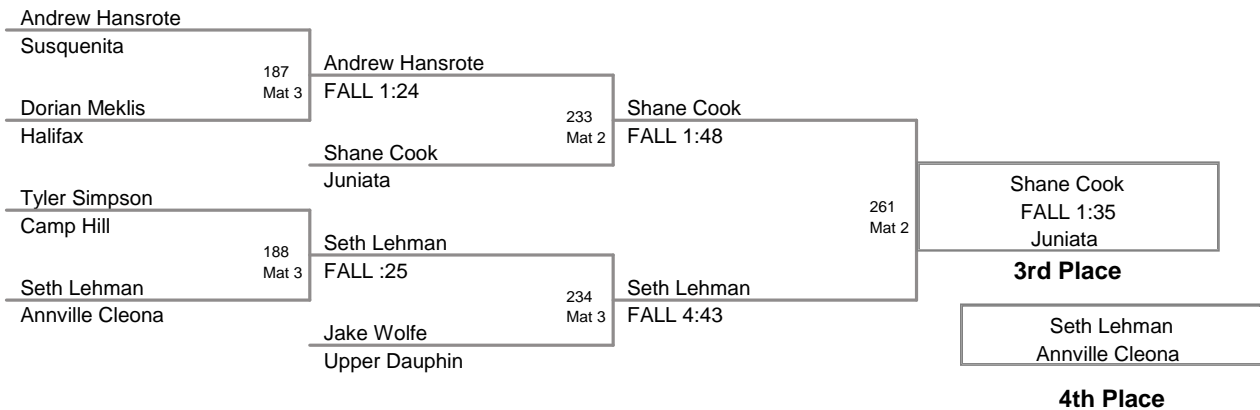 Andrew Hansrote
Susquenita
187
Mat 3
Dorian Meklis
Halifax
Andrew Hansrote
FALL 1:24
233
Mat 2
Shane Cook
Juniata
Shane Cook
FALL 1:48
Tyler Simpson
Camp Hill
188
Mat 3
Seth Lehman
Annville Cleona
Seth Lehman
FALL :25
234
Mat 3
Jake Wolfe
Upper Dauphin
Seth Lehman
FALL 4:43
261
Mat 2
Shane Cook
FALL 1:35
Juniata
3rd Place
Seth Lehman
Annville Cleona
4th Place